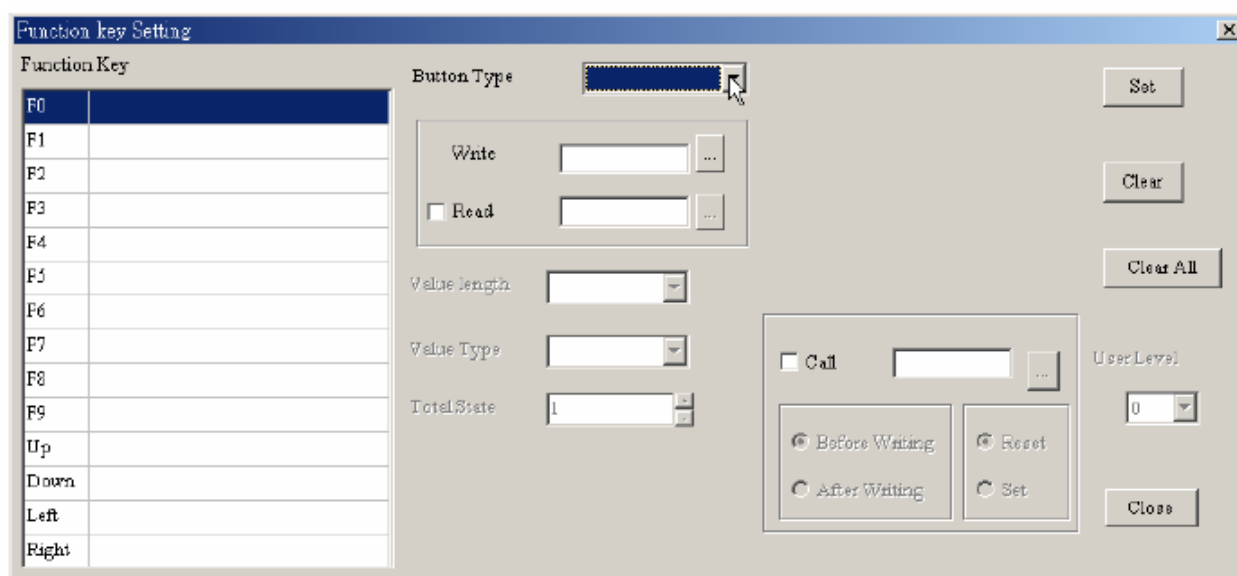 Function key Setting
Function Key
F0
F1
F2
F3
F4
F5
F6
F7
F8
F9
Up
Down
Left
Right
Button Type
Write
...
Read
...
Value length
Value Type
Total State
1
Call
...
Before Writing
After Writing
Reset
Set
Set
Clear
Clear All
User Level
0
Close